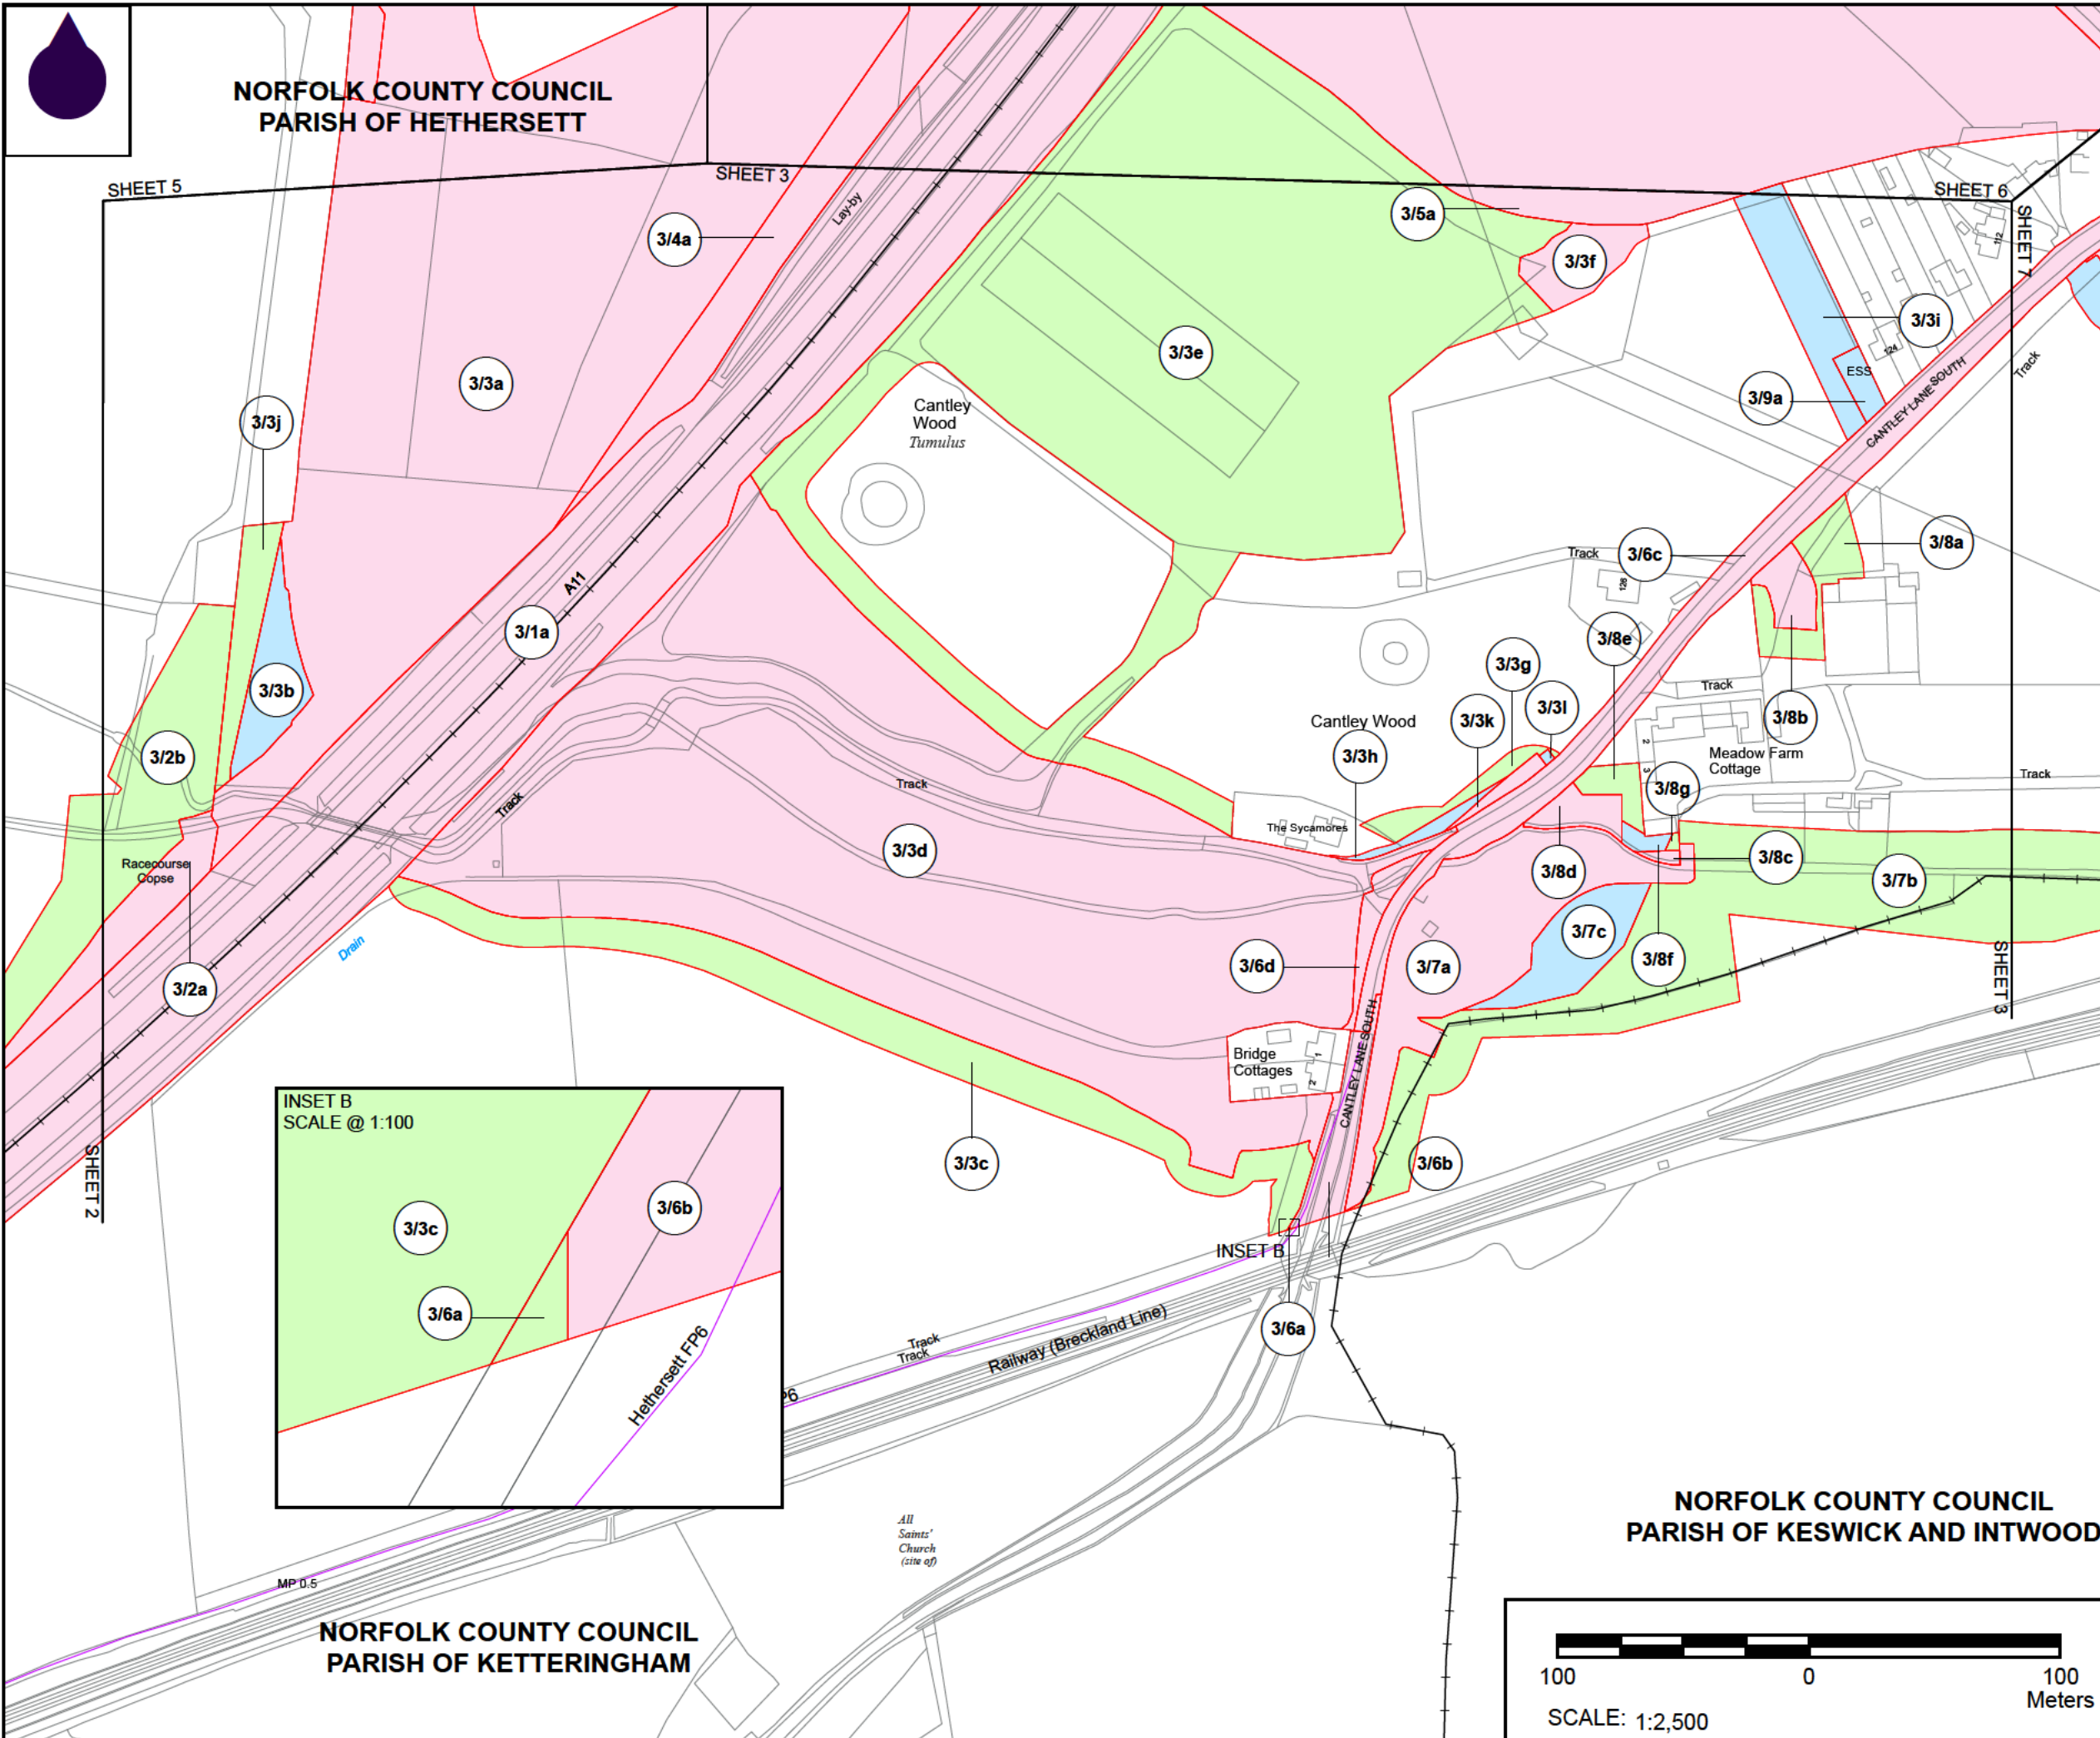 NORFOLK COUNTY COUNCIL
PARISH OF HETHERSETT
SHEET 5
SHEET 3
SHEET 6
SHEET 7
Lay-by
3/4a
3/5a
3/3f
112
3/3e
3/3i
124
ESS
3/9a
CANTLEY LANE SOUTH
Track
3/3a
3/3j
Cantley
Wood
Tumulus
A11
3/1a
3/3b
3/2b
Track
3/6c
126
3/8a
3/8e
3/3g
3/3l
3/3k
Track
3/8b
Cantley Wood
3/3h
2
3
Meadow Farm
Cottage
Track
3/8g
Track
Track
The Sycamores
3/3d
3/8d
3/8c
3/7b
Racecourse
Copse
Drain
3/7c
3/8f
3/6d
3/7a
3/2a
SHEET 3
CANTLEY LANE SOUTH
Bridge
Cottages
1
2
SHEET 2
3/3c
3/6b
INSET B
SCALE @ 1:100
3/3c
3/6b
3/6a
Hethersett FP6
INSET B
3/6a
Track
Track
Railway (Breckland Line)
P6
All
Saints'
Church
(site of)
MP 0.5
NORFOLK COUNTY COUNCIL
PARISH OF KESWICK AND INTWOOD
NORFOLK COUNTY COUNCIL
PARISH OF KETTERINGHAM
100 0 100
Meters
SCALE: 1:2,500